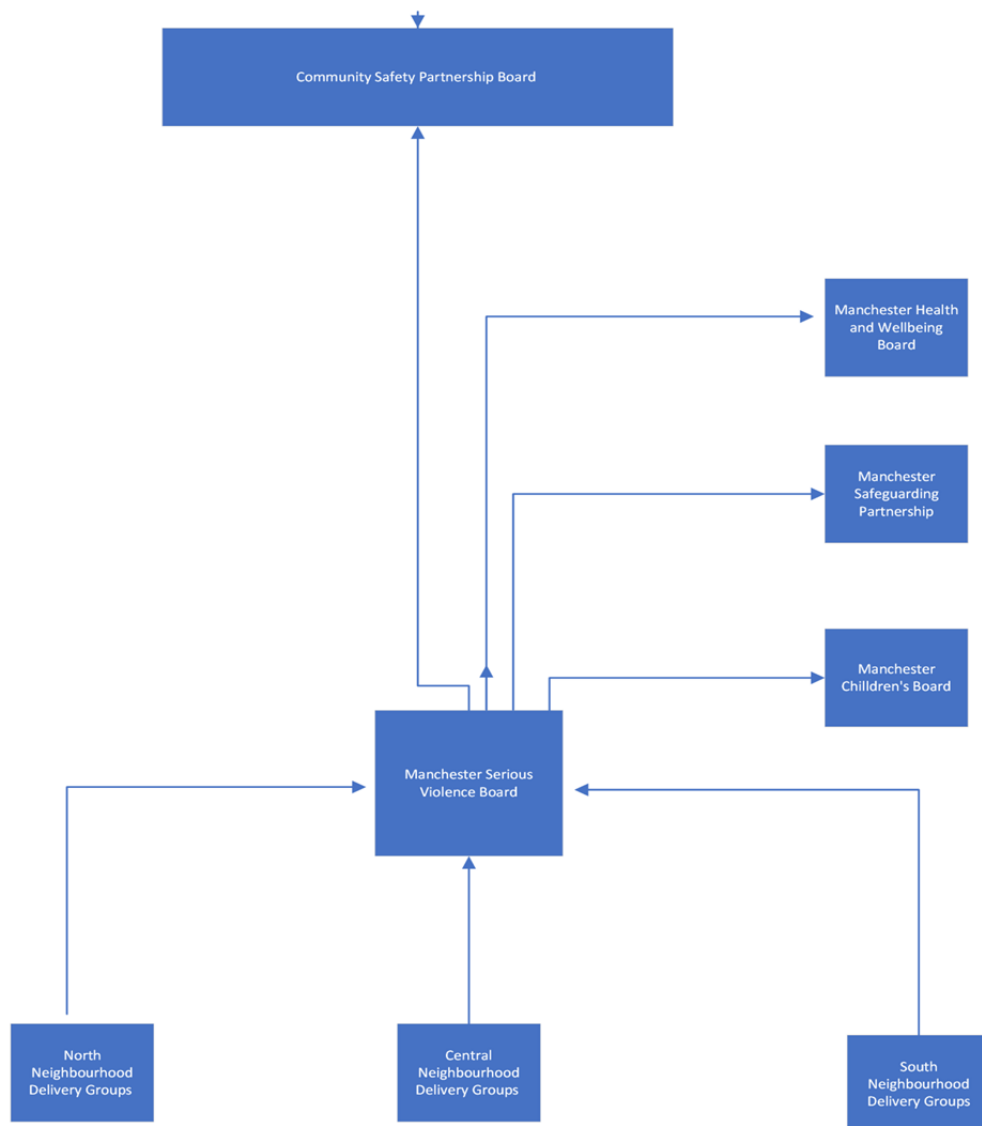 Community Safety Partnership Board
Manchester Health
and Wellbeing
Board
Manchester
Safeguarding
Partnership
Manchester
Chilldren's Board
Manchester Serious
Violence Board
North
Neighbourhood
Delivery Groups
Central
Neighbourhood
Delivery Groups
South
Neighbourhood
Delivery Groups